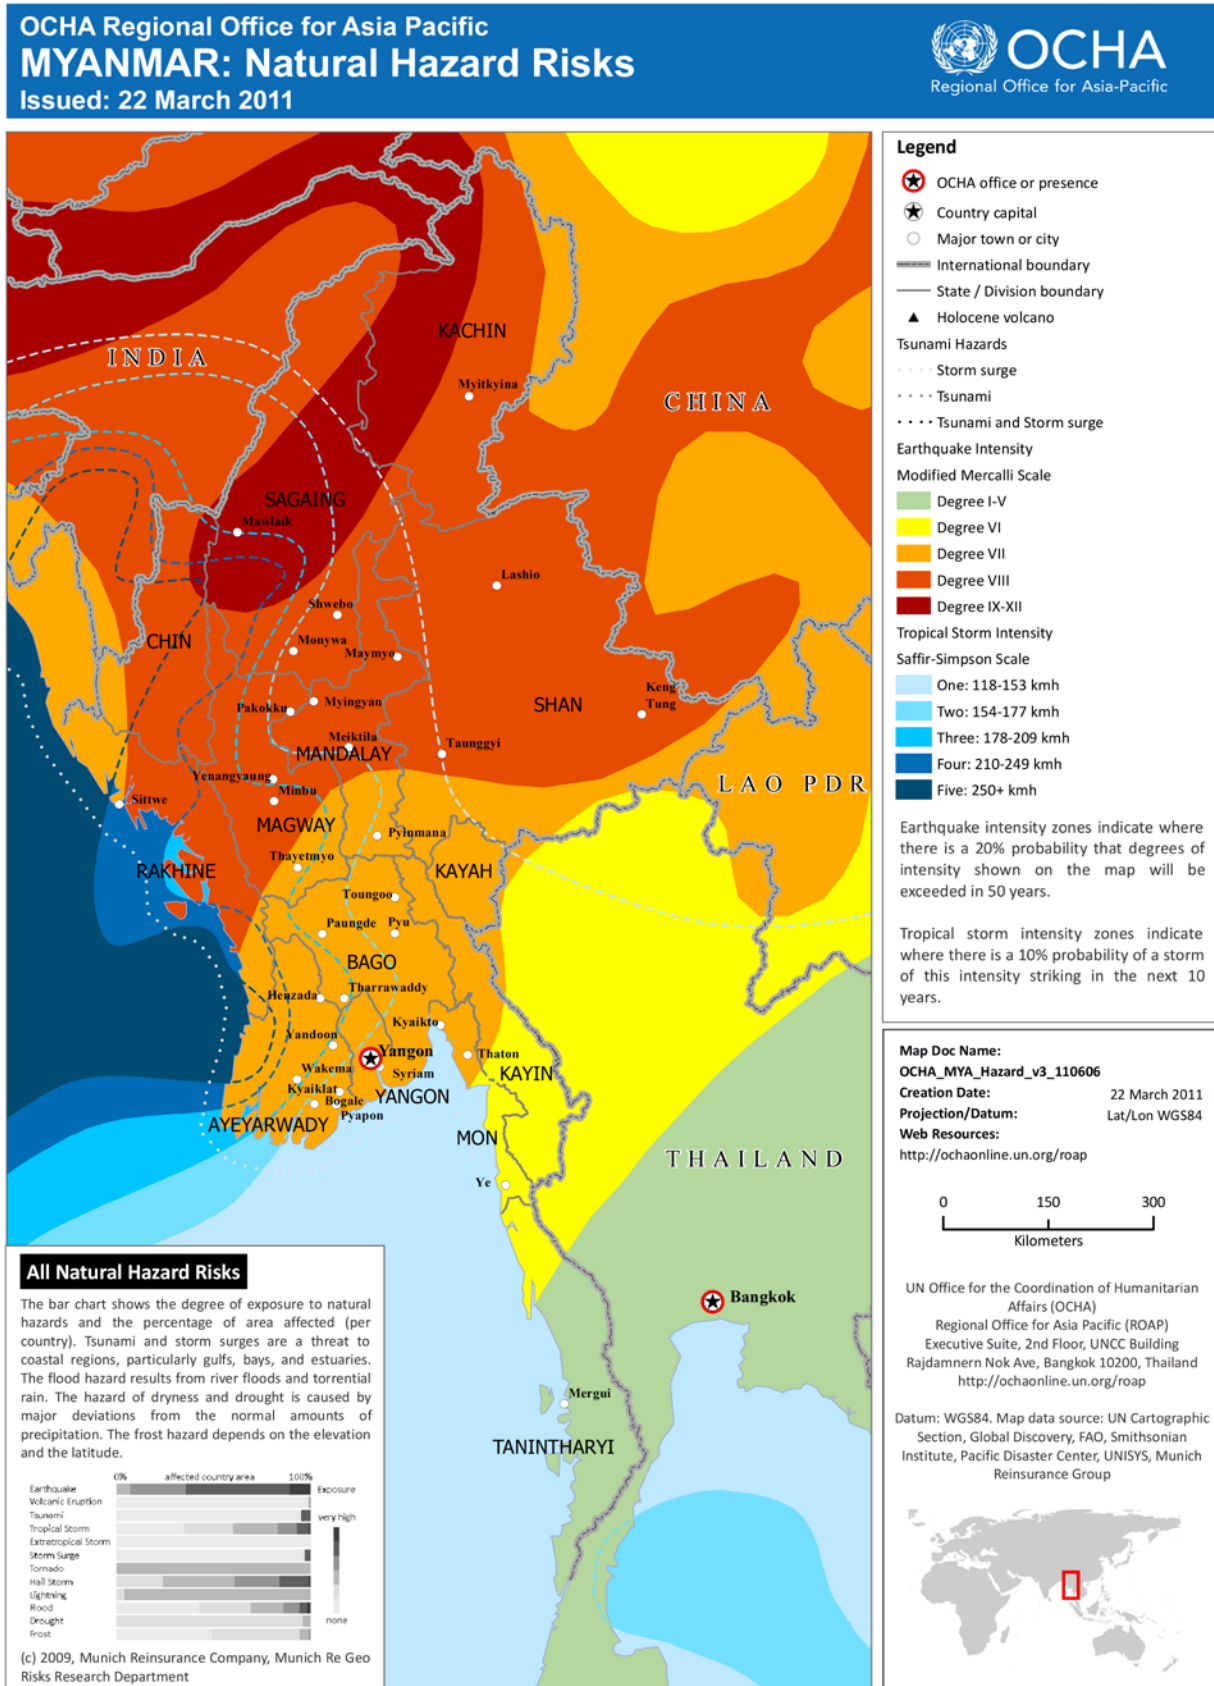 OCHA Regional Office for Asia Pacific
MYANMAR: Natural Hazard Risks
Issued: 22 March 2011
OCHA
Regional Office for Asia-Pacific
INDIA
KACHIN
Myitkyina
CHINA
SAGAING
Mawlaik
Lashio
Shwebo
CHIN
Monywa
Maymyo
Keng
Tung
SHAN
Pakokku
Myingyan
Meiktila
MANDALAY
Taunggyi
Yenangyaung
LAO PDR
Sittwe
Minbu
MAGWAY
Pyinmana
Thayetmyo
RAKHINE
KAYAH
Toungoo
Paungde
Pyu
BAGO
Henzada
Tharrawaddy
Kyaikto
Yandoon
Yangon
Thaton
Wakema
Syriam
KAYIN
Kyaiklat
YANGON
Bogale
Pyapon
AYEYARWADY
MON
THAILAND
Ye
Bangkok
Mergui
TANINTHARYI
Legend
OCHA office or presence
Country capital
Major town or city
International boundary
State / Division boundary
Holocene volcano
Tsunami Hazards
Storm surge
Tsunami
Tsunami and Storm surge
Earthquake Intensity
Modified Mercalli Scale
Degree I-V
Degree VI
Degree VII
Degree VIII
Degree IX-XII
Tropical Storm Intensity
Saffir-Simpson Scale
One: 118-153 kmh
Two: 154-177 kmh
Three: 178-209 kmh
Four: 210-249 kmh
Five: 250+ kmh
Earthquake intensity zones indicate where
there is a 20% probability that degrees of
intensity shown on the map will be
exceeded in 50 years.
Tropical storm intensity zones indicate
where there is a 10% probability of a storm
of this intensity striking in the next 10
years.
Map Doc Name:
OCHA_MYA_Hazard_v3_110606
Creation Date: 22 March 2011
Projection/Datum: Lat/Lon WGS84
Web Resources:
http://ochaonline.un.org/roap
0 150 300
Kilometers
UN Office for the Coordination of Humanitarian
Affairs (OCHA)
Regional Office for Asia Pacific (ROAP)
Executive Suite, 2nd Floor, UNCC Building
Rajdamnern Nok Ave, Bangkok 10200, Thailand
http://ochaonline.un.org/roap
Datum: WGS84. Map data source: UN Cartographic
Section, Global Discovery, FAO, Smithsonian
Institute, Pacific Disaster Center, UNISYS, Munich
Reinsurance Group
All Natural Hazard Risks
The bar chart shows the degree of exposure to natural
hazards and the percentage of area affected (per
country). Tsunami and storm surges are a threat to
coastal regions, particularly gulfs, bays, and estuaries.
The flood hazard results from river floods and torrential
rain. The hazard of dryness and drought is caused by
major deviations from the normal amounts of
precipitation. The frost hazard depends on the elevation
and the latitude.
0% affected country area 100%
Earthquake
Exposure
Volcanic Eruption
Tsunami
very high
Tropical Storm
Extratropical Storm
Storm Surge
Tornado
Hail Storm
Lightning
Flood
Drought
none
Frost
(c) 2009, Munich Reinsurance Company, Munich Re Geo
Risks Research Department